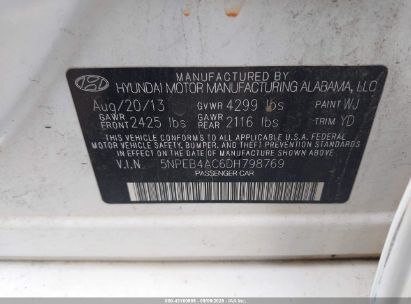 MANUFACTURED BY
HYUNDAI MOTOR MANUFACTURING ALABAMA, LLC
Aug/20/13 GVWR 4299 lbs PAINT WJ
GAWR FRONT 2425 lbs GAWR REAR 2116 lbs TRIM YD
THIS VEHICLE CONFORMS TO ALL APPLICABLE U.S.A. FEDERAL
MOTOR VEHICLE SAFETY, BUMPER, AND THEFT PREVENTION STANDARDS
IN EFFECT ON THE DATE OF MANUFACTURE SHOWN ABOVE.
V.I.N. 5NPEB4AC6DH798769
PASSENGER CAR